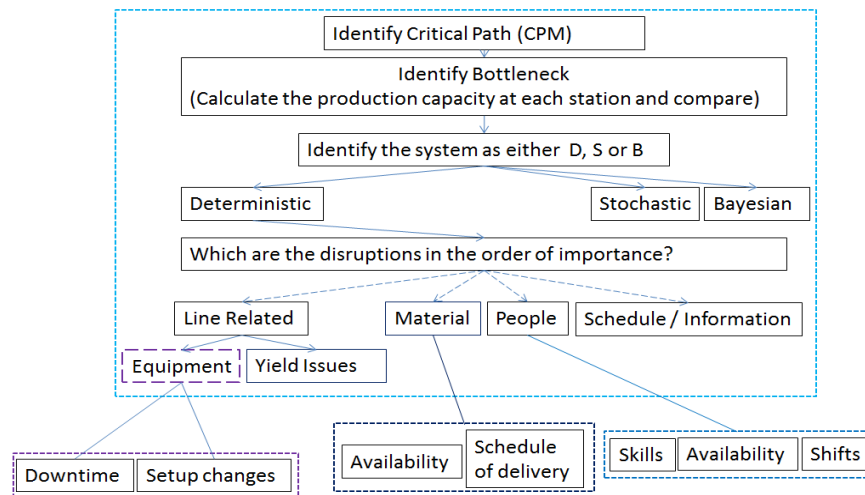 Identify Critical Path (CPM)
Identify Bottleneck
(Calculate the production capacity at each station and compare)
Identify the system as either D, S or B
Deterministic
Stochastic
Bayesian
Which are the disruptions in the order of importance?
Line Related
Material
People
Schedule / Information
Equipment
Yield Issues
Downtime
Setup changes
Availability
Schedule
of delivery
Skills
Availability
Shifts